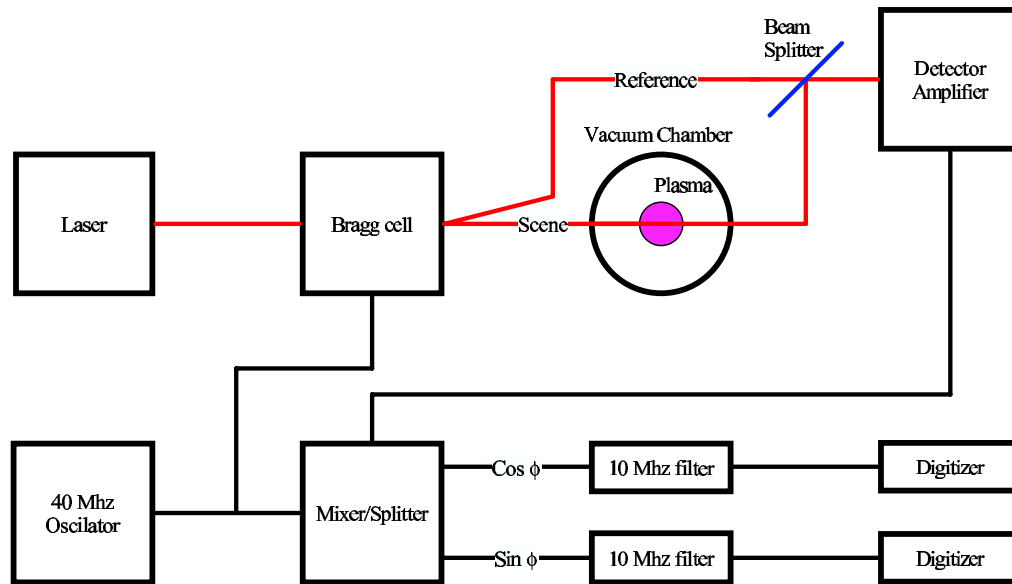 Beam
Splitter
Detector
Amplifier
Reference
Vacuum Chamber
Plasma
Laser
Bragg cell
Scene
40 Mhz
Oscilator
Mixer/Splitter
Cos ϕ
10 Mhz filter
Digitizer
Sin ϕ
10 Mhz filter
Digitizer